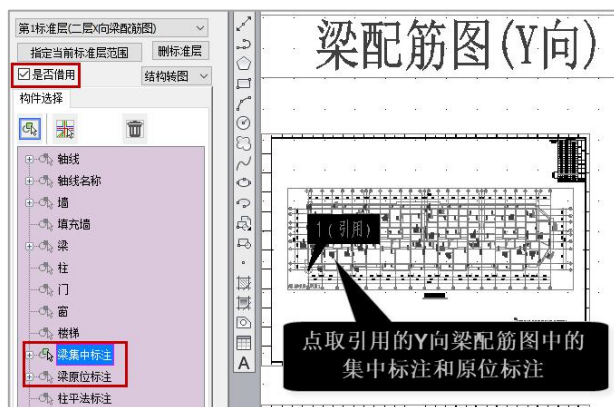 第1标准层(二层X向梁配筋图)
指定当前标准层范围
删标准层
是否借用
结构转图
构件选择
轴线
轴线名称
墙
填充墙
梁
柱
门
窗
楼梯
梁集中标注
梁原位标注
柱平法标注
A
梁配筋图(Y向)
1(引用)
点取引用的Y向梁配筋图中的
集中标注和原位标注